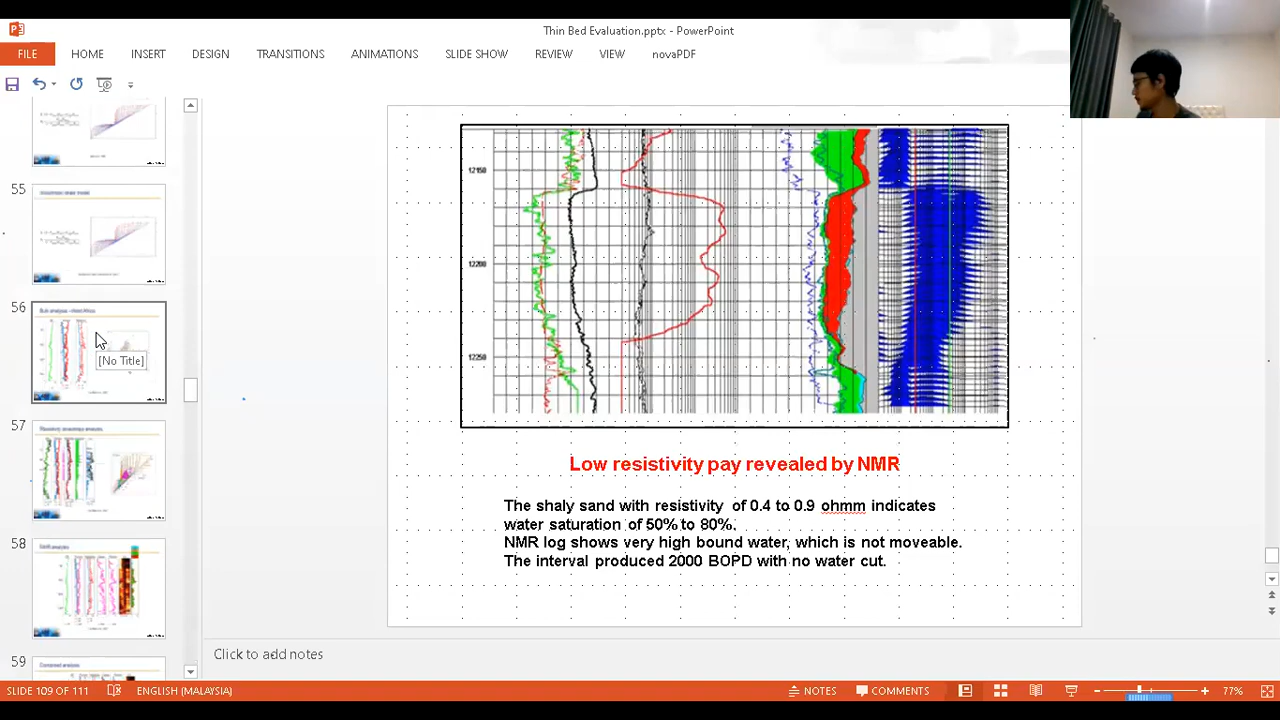 Thin Bed Evaluation.pptx - PowerPoint
FILE HOME INSERT DESIGN TRANSITIONS ANIMATIONS SLIDE SHOW REVIEW VIEW novaPDF
55
56
[No Title]
57
58
59
12150
12200
12250
Low resistivity pay revealed by NMR
The shaly sand with resistivity of 0.4 to 0.9 ohmm indicates
water saturation of 50% to 80%.
NMR log shows very high bound water, which is not moveable.
The interval produced 2000 BOPD with no water cut.
Click to add notes
SLIDE 109 OF 111 ENGLISH (MALAYSIA) NOTES COMMENTS 77%